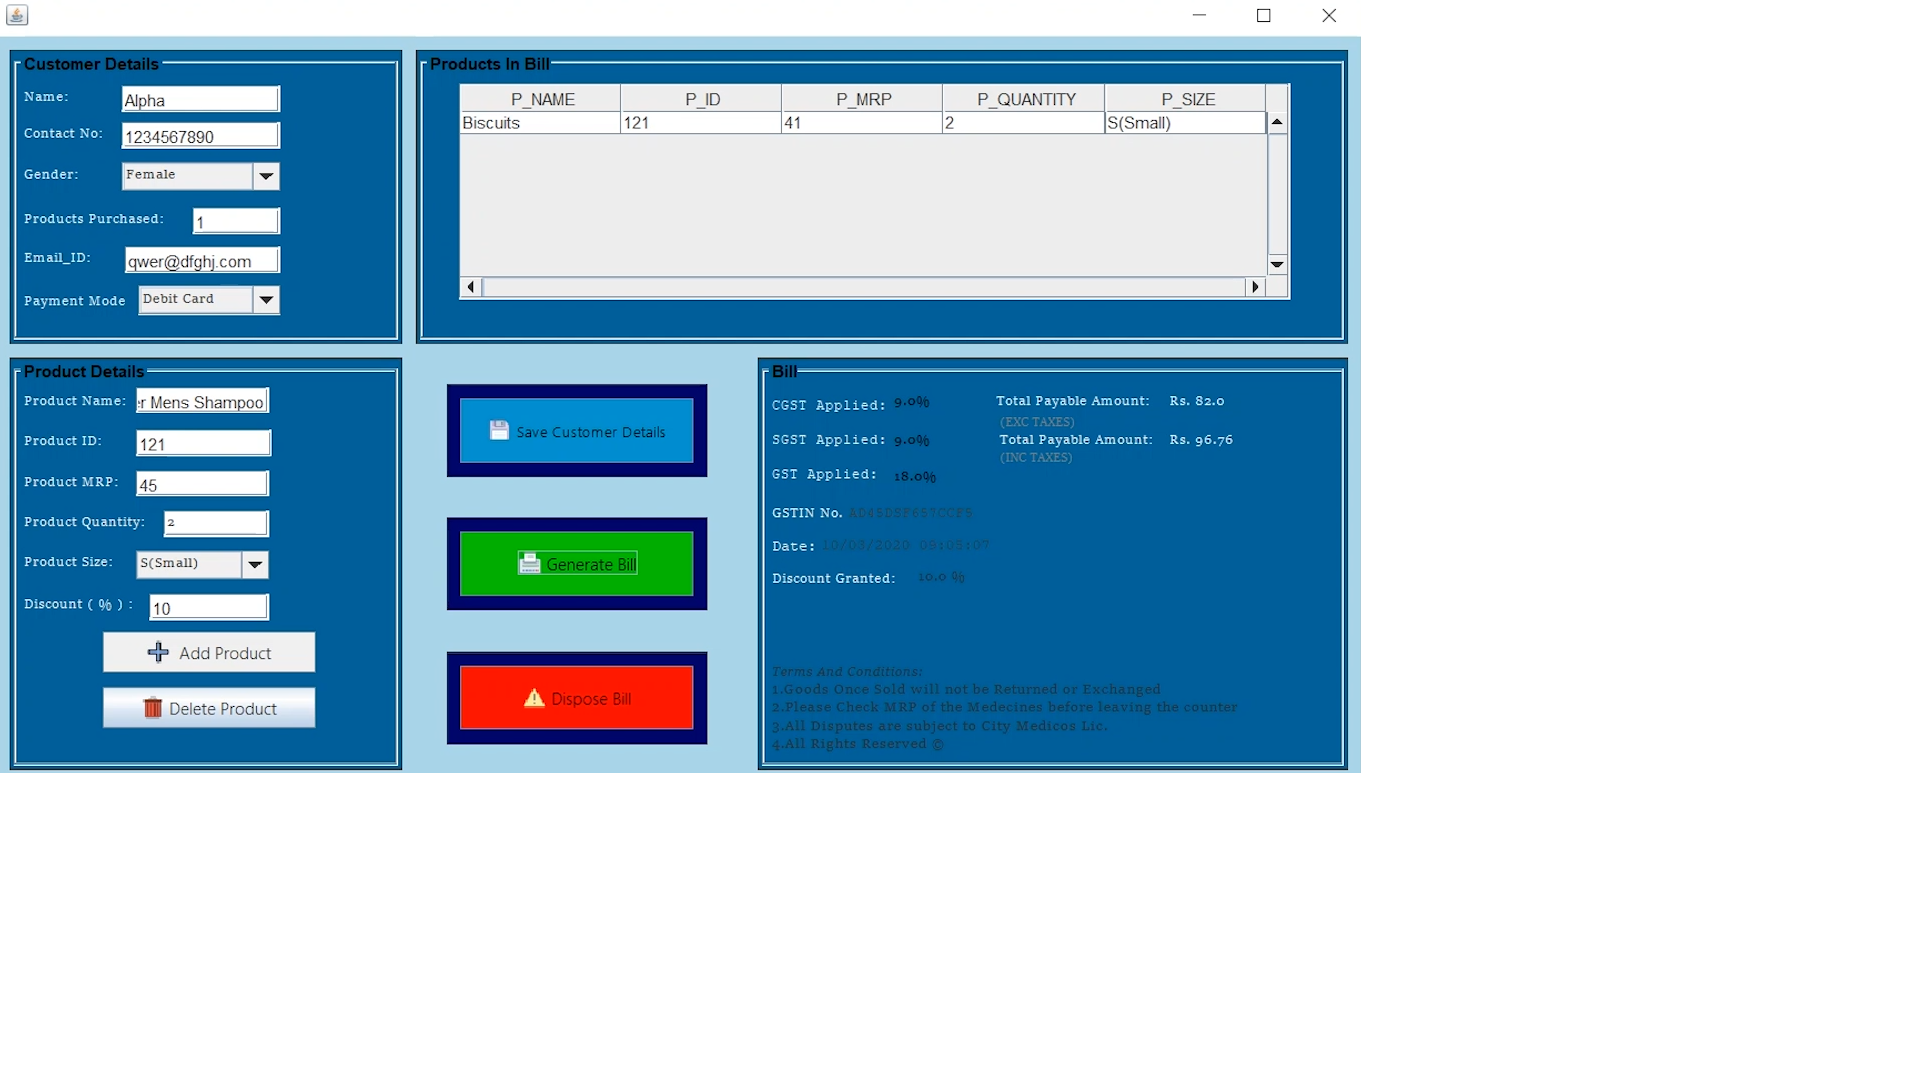 Customer Details
Name: Alpha
Contact No: 1234567890
Gender: Female
Products Purchased: 1
Email_ID: qwer@dfghj.com
Payment Mode Debit Card
Products In Bill
P_NAME P_ID P_MRP P_QUANTITY P_SIZE
Biscuits 121 41 2 S(Small)
Product Details
Product Name: r Mens Shampoo
Product ID: 121
Product MRP: 45
Product Quantity: 2
Product Size: S(Small)
Discount ( % ) : 10
Add Product
Delete Product
Save Customer Details
Generate Bill
Dispose Bill
Bill
CGST Applied: 9.0% Total Payable Amount: Rs. 82.0
(EXC TAXES)
SGST Applied: 9.0% Total Payable Amount: Rs. 96.76
(INC TAXES)
GST Applied: 18.0%
GSTIN No.
Date: 10/03/2020 09:05:07
Discount Granted: 10.0 %
Terms And Conditions:
1.Goods Once Sold will not be Returned or Exchanged
2.Please Check MRP of the Medecines before leaving the counter
3.All Disputes are subject to City Medicos Lic.
4.All Rights Reserved ©